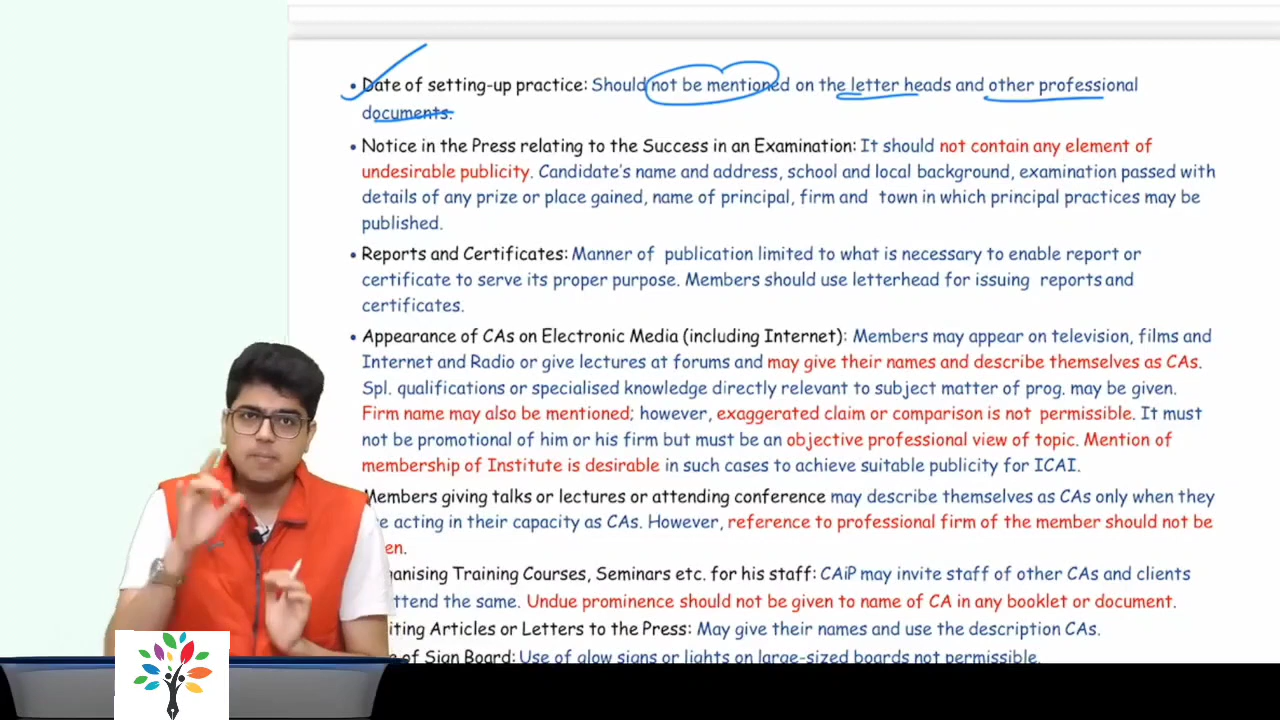 • Date of setting-up practice: Should not be mentioned on the letter heads and other professional
documents.
• Notice in the Press relating to the Success in an Examination: It should not contain any element of
undesirable publicity. Candidate's name and address, school and local background, examination passed with
details of any prize or place gained, name of principal, firm and town in which principal practices may be
published.
• Reports and Certificates: Manner of publication limited to what is necessary to enable report or
certificate to serve its proper purpose. Members should use letterhead for issuing reports and
certificates.
• Appearance of CAs on Electronic Media (including Internet): Members may appear on television, films and
Internet and Radio or give lectures at forums and may give their names and describe themselves as CAs.
Spl. qualifications or specialised knowledge directly relevant to subject matter of prog. may be given.
Firm name may also be mentioned; however, exaggerated claim or comparison is not permissible. It must
not be promotional of him or his firm but must be an objective professional view of topic. Mention of
membership of Institute is desirable in such cases to achieve suitable publicity for ICAI.
Members giving talks or lectures or attending conference may describe themselves as CAs only when they
acting in their capacity as CAs. However, reference to professional firm of the member should not be
Training Courses, Seminars etc. for his staff: CAiP may invite staff of other CAs and clients
the same. Undue prominence should not be given to name of CA in any booklet or document.
Articles or Letters to the Press: May give their names and use the description CAs.
of Sign Board: Use of glow signs or lights on large-sized boards not permissible.